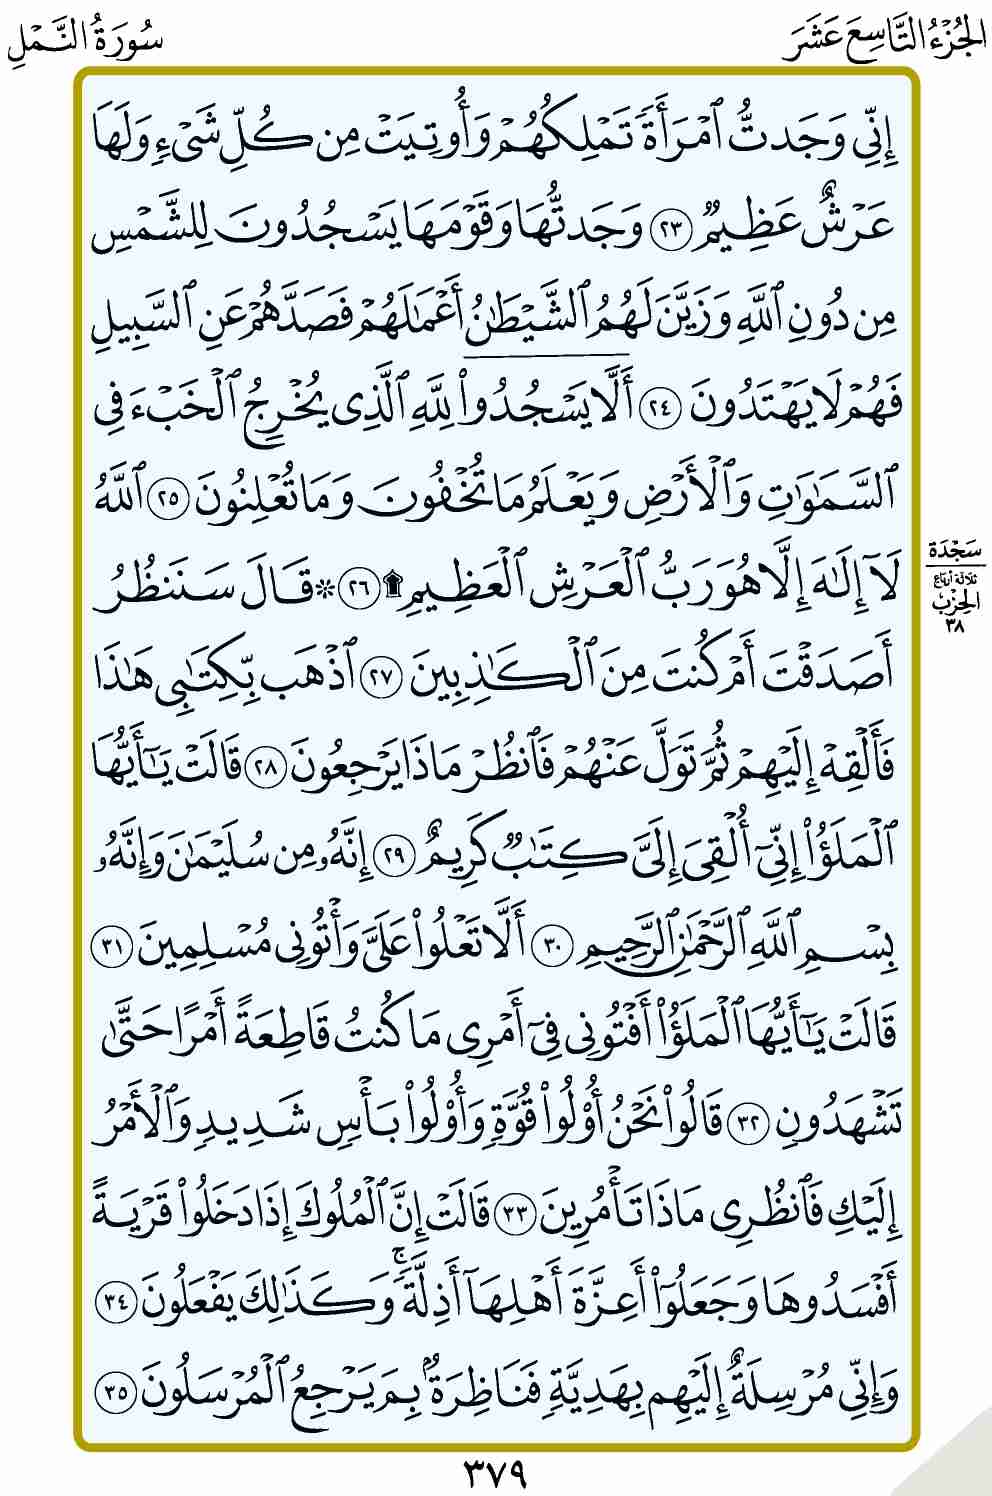 الجُزْءُ التَّاسِعَ عَشَرَ
سُورَةُ النَّمْلِ
إِنِّي وَجَدتُّ ٱمْرَأَةٗ تَمْلِكُهُمْ وَأُوتِيَتْ مِن كُلِّ شَيْءٖ وَلَهَا
عَرْشٌ عَظِيمٞ ٢٣ وَجَدتُّهَا وَقَوْمَهَا يَسْجُدُونَ لِلشَّمْسِ
مِن دُونِ ٱللَّهِ وَزَيَّنَ لَهُمُ ٱلشَّيْطَٰنُ أَعْمَٰلَهُمْ فَصَدَّهُمْ عَنِ ٱلسَّبِيلِ
فَهُمْ لَا يَهْتَدُونَ ٢٤ أَلَّا يَسْجُدُواْ لِلَّهِ ٱلَّذِي يُخْرِجُ ٱلْخَبْءَ فِي
ٱلسَّمَٰوَٰتِ وَٱلْأَرْضِ وَيَعْلَمُ مَا تُخْفُونَ وَمَا تُعْلِنُونَ ٢٥ ٱللَّهُ
لَآ إِلَٰهَ إِلَّا هُوَ رَبُّ ٱلْعَرْشِ ٱلْعَظِيمِ۩ ٢٦ ۞قَالَ سَنَنظُرُ
أَصَدَقْتَ أَمْ كُنتَ مِنَ ٱلْكَٰذِبِينَ ٢٧ ٱذْهَب بِّكِتَٰبِي هَٰذَا
فَأَلْقِهْ إِلَيْهِمْ ثُمَّ تَوَلَّ عَنْهُمْ فَٱنظُرْ مَاذَا يَرْجِعُونَ ٢٨ قَالَتْ يَٰٓأَيُّهَا
ٱلْمَلَؤُاْ إِنِّيٓ أُلْقِيَ إِلَيَّ كِتَٰبٞ كَرِيمٌ ٢٩ إِنَّهُۥ مِن سُلَيْمَٰنَ وَإِنَّهُۥ
بِسْمِ ٱللَّهِ ٱلرَّحْمَٰنِ ٱلرَّحِيمِ ٣٠ أَلَّا تَعْلُواْ عَلَيَّ وَأْتُونِي مُسْلِمِينَ ٣١
قَالَتْ يَٰٓأَيُّهَا ٱلْمَلَؤُاْ أَفْتُونِي فِيٓ أَمْرِي مَا كُنتُ قَاطِعَةً أَمْرًا حَتَّىٰ
تَشْهَدُونِ ٣٢ قَالُواْ نَحْنُ أُوْلُواْ قُوَّةٖ وَأُوْلُواْ بَأْسٖ شَدِيدٖ وَٱلْأَمْرُ
إِلَيْكِ فَٱنظُرِي مَاذَا تَأْمُرِينَ ٣٣ قَالَتْ إِنَّ ٱلْمُلُوكَ إِذَا دَخَلُواْ قَرْيَةً
أَفْسَدُوهَا وَجَعَلُوٓاْ أَعِزَّةَ أَهْلِهَآ أَذِلَّةٗۚ وَكَذَٰلِكَ يَفْعَلُونَ ٣٤
وَإِنِّي مُرْسِلَةٌ إِلَيْهِم بِهَدِيَّةٖ فَنَاظِرَةُۢ بِمَ يَرْجِعُ ٱلْمُرْسَلُونَ ٣٥
سَجْدَة
ثلاثة أرباع
الحِزْب
٣٨
٣٧٩